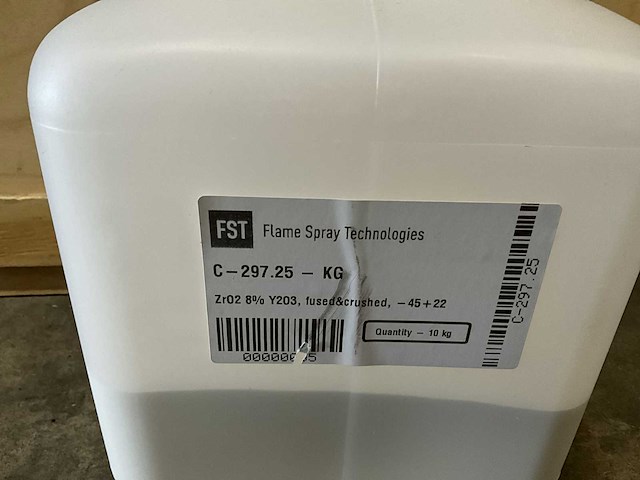 FST Flame Spray Technologies
C-297.25 - KG
ZrO2 8% Y2O3, fused&crushed, -45+22
Quantity - 10 kg
C-297.25